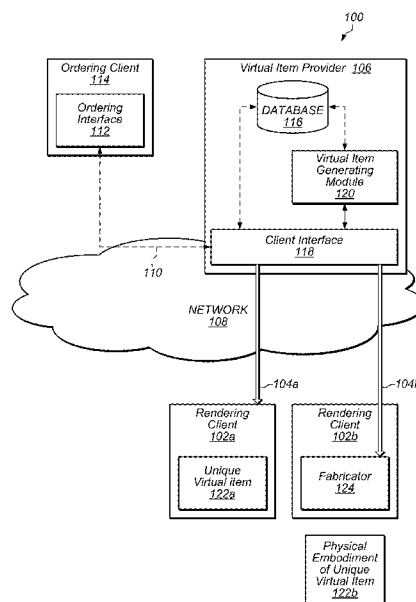 100
Ordering Client
114
Ordering
Interface
112
Virtual Item Provider 106
DATABASE
116
Virtual Item
Generating
Module
120
Client Interface
118
110
NETWORK
108
104a
104b
Rendering
Client
102a
Unique
Virtual item
122a
Rendering
Client
102b
Fabricator
124
Physical
Embodiment
of Unique
Virtual Item
122b